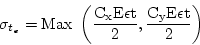 σ_{t_e} = Max ( C_xEϵt / 2 , C_yEϵt / 2 )